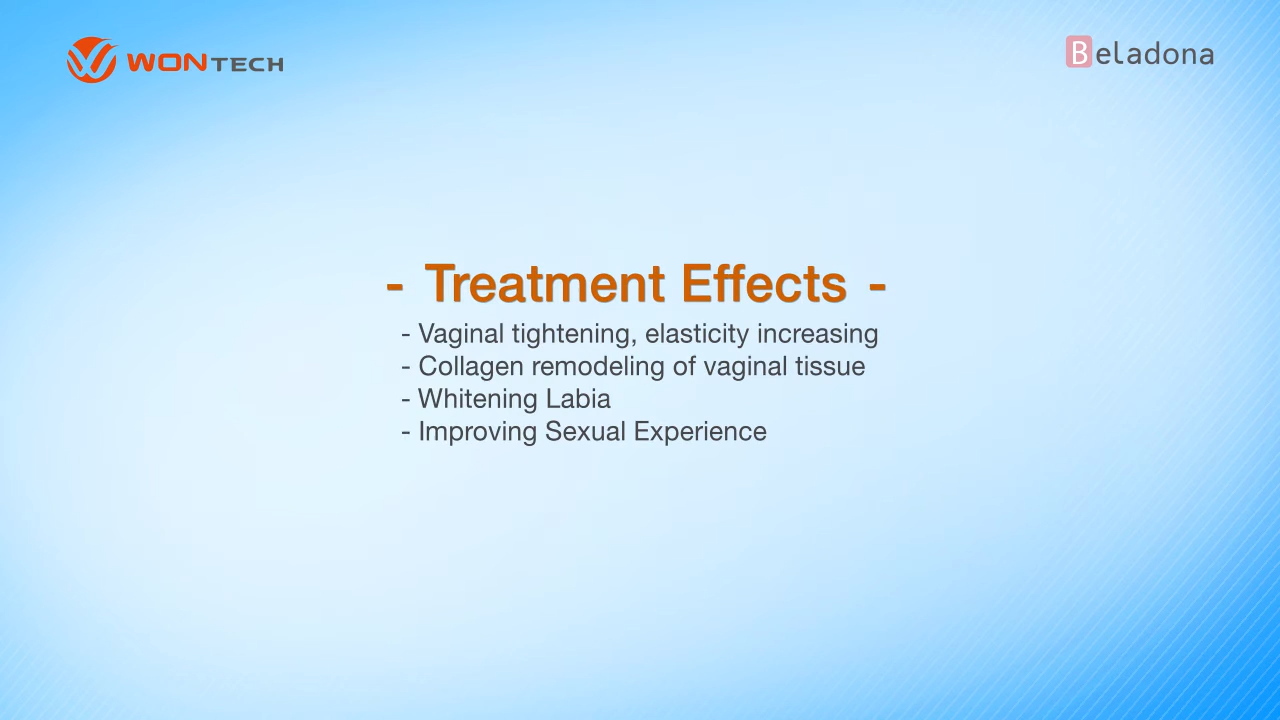 WONTECH
Beladona
- Treatment Effects -
- Vaginal tightening, elasticity increasing
- Collagen remodeling of vaginal tissue
- Whitening Labia
- Improving Sexual Experience